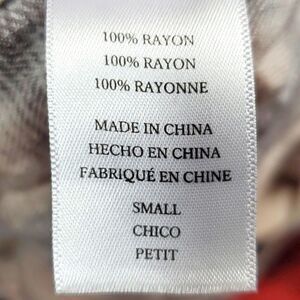 100% RAYON
100% RAYON
100% RAYONNE
MADE IN CHINA
HECHO EN CHINA
FABRIQUÉ EN CHINE
SMALL
CHICO
PETIT